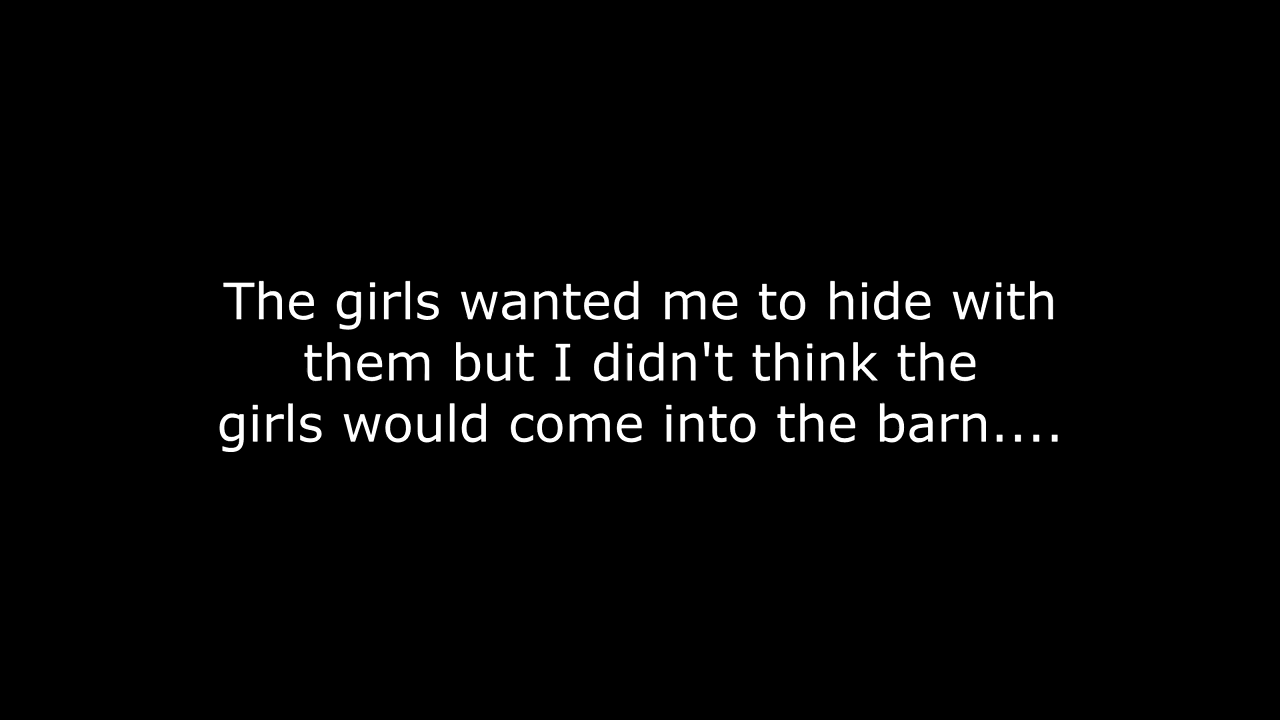 The girls wanted me to hide with
them but I didn't think the
girls would come into the barn....